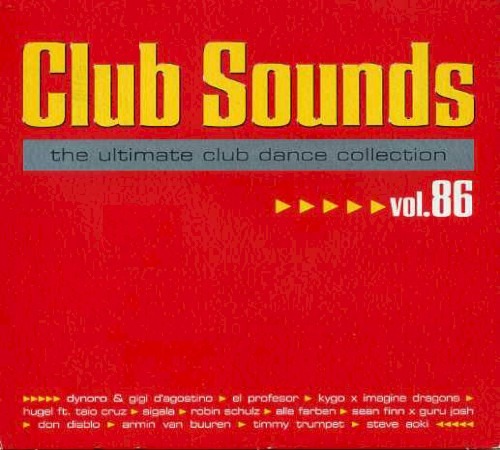 Club Sounds
the ultimate club dance collection
vol.86
dynoro & gigi d'agostino ► el profesor ► kygo x imagine dragons ►
hugel ft. taio cruz ► sigala ► robin schulz ► alle farben ► sean finn x guru josh
► don diablo ► armin van buuren ► timmy trumpet ► steve aoki